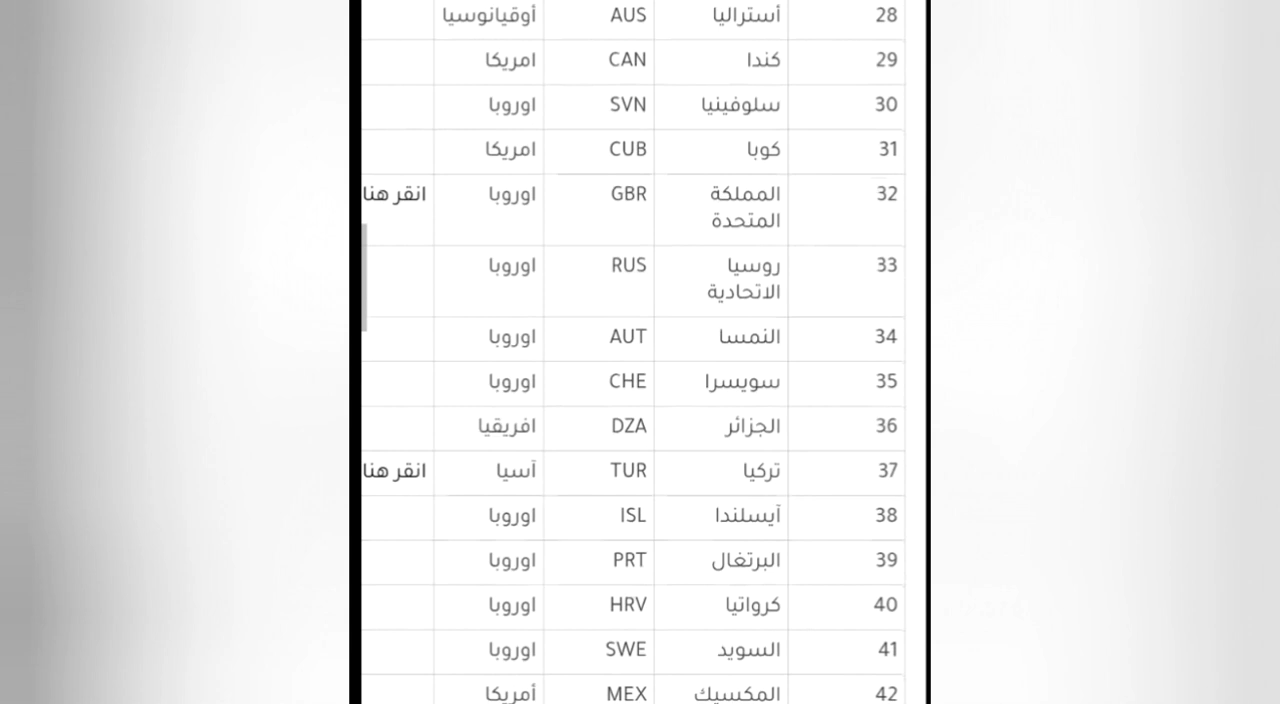 28 أستراليا AUS أوقيانوسيا
29 كندا CAN امريكا
30 سلوفينيا SVN اوروبا
31 كوبا CUB امريكا
32 المملكة المتحدة GBR اوروبا انقر هنا
33 روسيا الاتحادية RUS اوروبا
34 النمسا AUT اوروبا
35 سويسرا CHE اوروبا
36 الجزائر DZA افريقيا
37 تركيا TUR آسيا انقر هنا
38 آيسلندا ISL اوروبا
39 البرتغال PRT اوروبا
40 كرواتيا HRV اوروبا
41 السويد SWE اوروبا
42 المكسيك MEX أمريكا